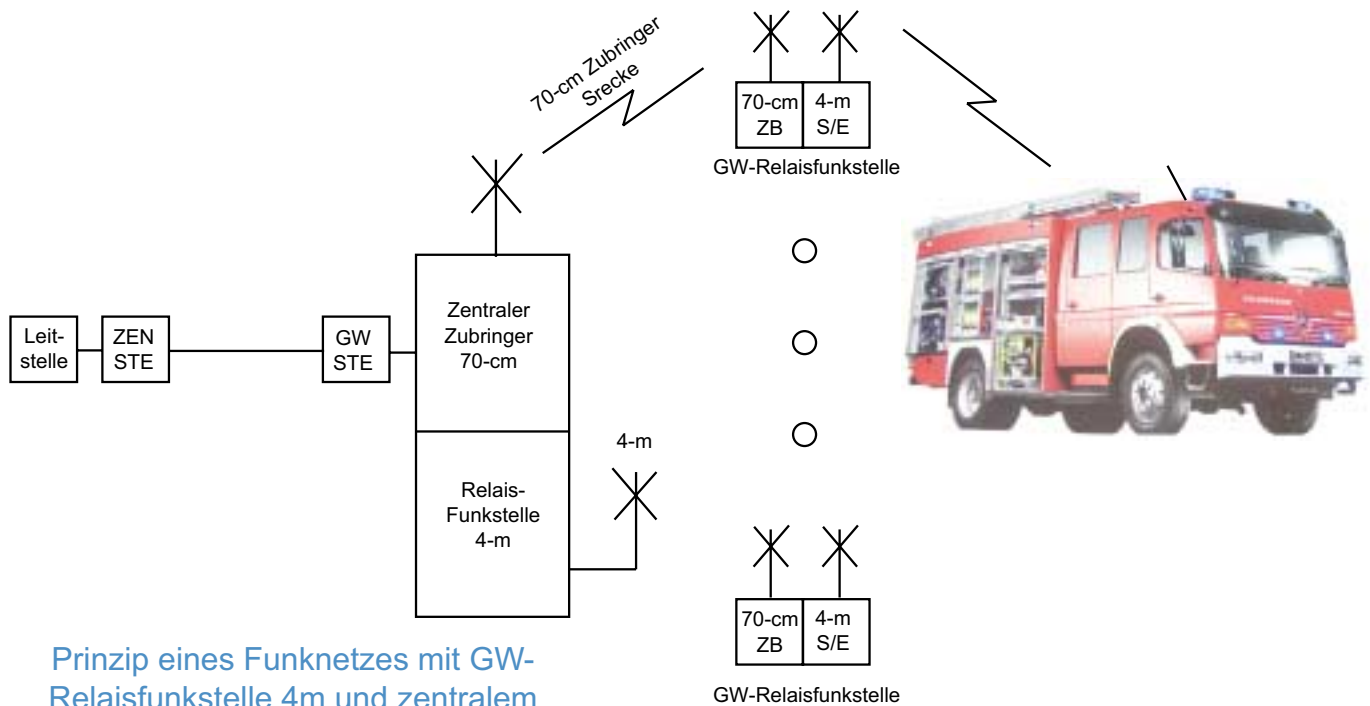 70-cm Zubringer
Srecke
70-cm
ZB
4-m
S/E
GW-Relaisfunkstelle
Zentraler
Zubringer
70-cm
Leit-
stelle
ZEN
STE
GW
STE
4-m
Relais-
Funkstelle
4-m
70-cm
ZB
4-m
S/E
GW-Relaisfunkstelle
Prinzip eines Funknetzes mit GW-
Relaisfunkstelle 4m und zentralem